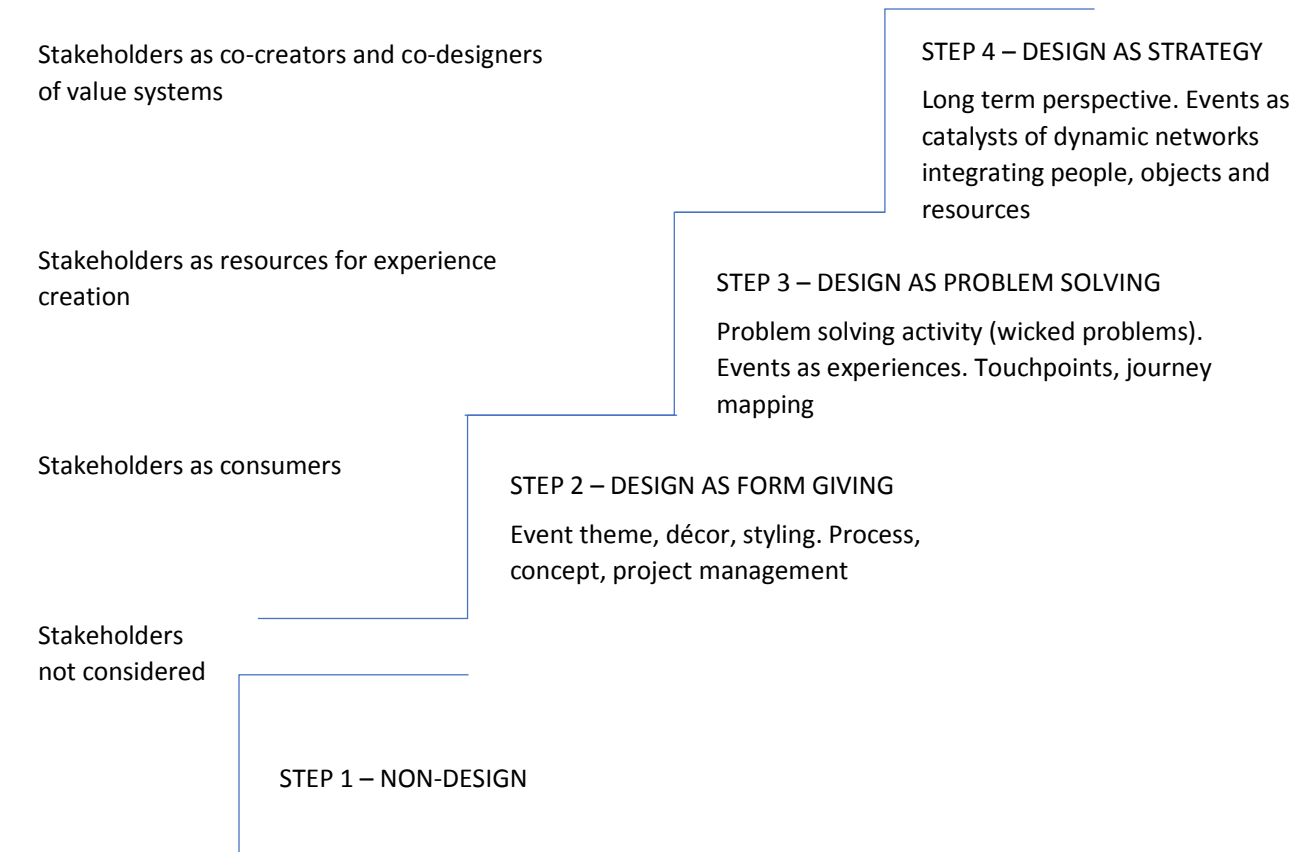 Stakeholders as co-creators and co-designers
of value systems
STEP 4 – DESIGN AS STRATEGY
Long term perspective. Events as
catalysts of dynamic networks
integrating people, objects and
resources
Stakeholders as resources for experience
creation
STEP 3 – DESIGN AS PROBLEM SOLVING
Problem solving activity (wicked problems).
Events as experiences. Touchpoints, journey
mapping
Stakeholders as consumers
STEP 2 – DESIGN AS FORM GIVING
Event theme, décor, styling. Process,
concept, project management
Stakeholders
not considered
STEP 1 – NON-DESIGN